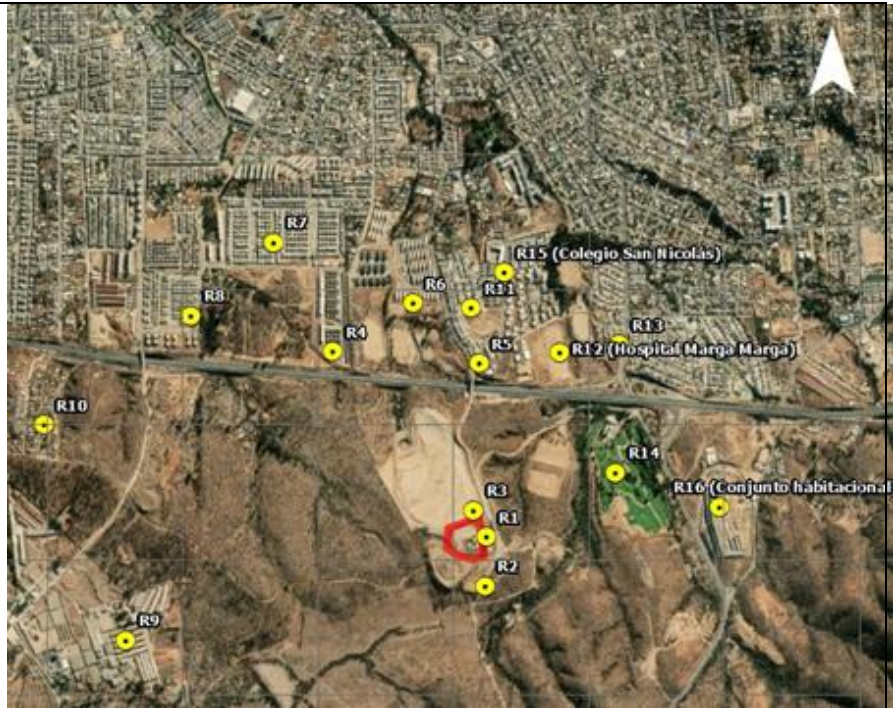 R7
R15 (Colegio San Nicolás)
R6
R11
R8
R4
R5
R13
R12 (Hospital Marga Marga)
R10
R14
R16 (Conjunto habitacional
R3
R1
R2
R9